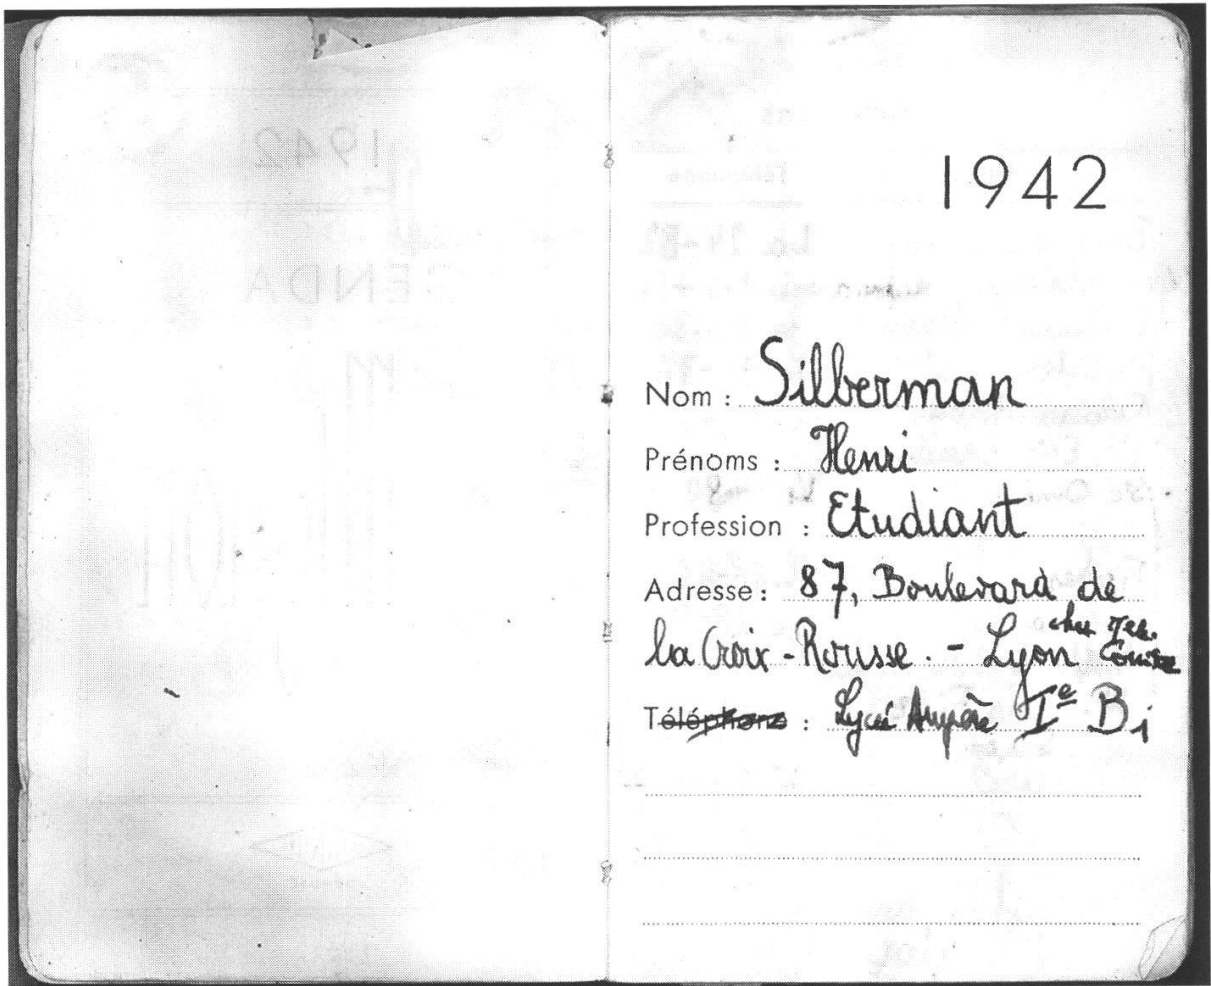 1942
Nom : Silberman
Prénoms : Henri
Profession : Etudiant
Adresse : 87, Boulevard de
la Croix-Rousse. - Lyon chez
Téléphone : Lycée Ampère Iᵉ B